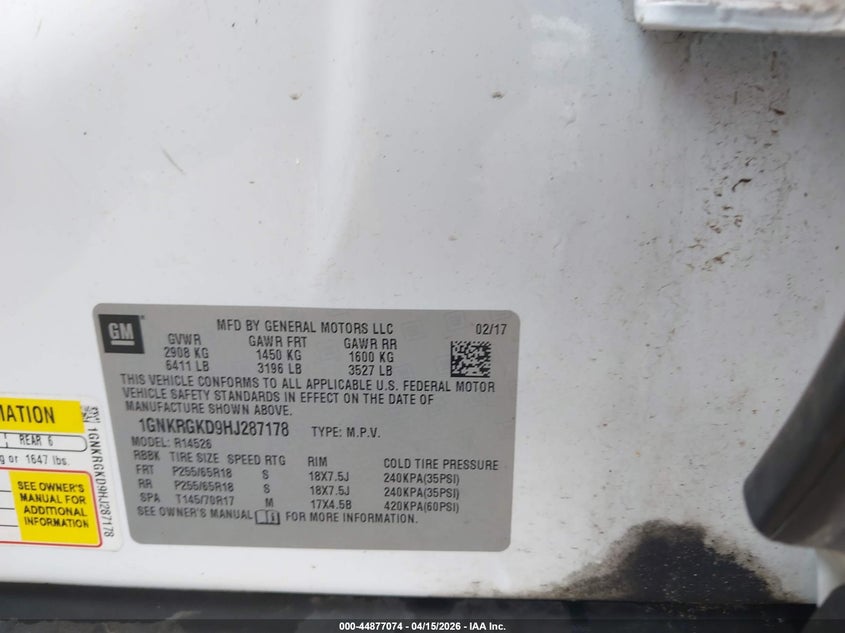 GM
MFD BY GENERAL MOTORS LLC 02/17
GVWR GAWR FRT GAWR RR
2908 KG 1450 KG 1600 KG
6411 LB 3196 LB 3527 LB
THIS VEHICLE CONFORMS TO ALL APPLICABLE U.S. FEDERAL MOTOR
VEHICLE SAFETY STANDARDS IN EFFECT ON THE DATE OF
MANUFACTURE SHOWN ABOVE.
1GNKRGKD9HJ287178 TYPE: M.P.V.
MODEL: R14526
RBBK TIRE SIZE SPEED RTG RIM COLD TIRE PRESSURE
FRT P255/65R18 S 18X7.5J 240KPA(35PSI)
RR P255/65R18 S 18X7.5J 240KPA(35PSI)
SPA T145/70R17 M 17X4.5B 420KPA(60PSI)
SEE OWNER'S MANUAL FOR MORE INFORMATION.
MATION
REAR 6
g or 1647 lbs.
SEE OWNER'S
MANUAL FOR
ADDITIONAL
INFORMATION
1GNKRGKD9HJ287178
000-44877074 - 04/15/2026 - IAA Inc.